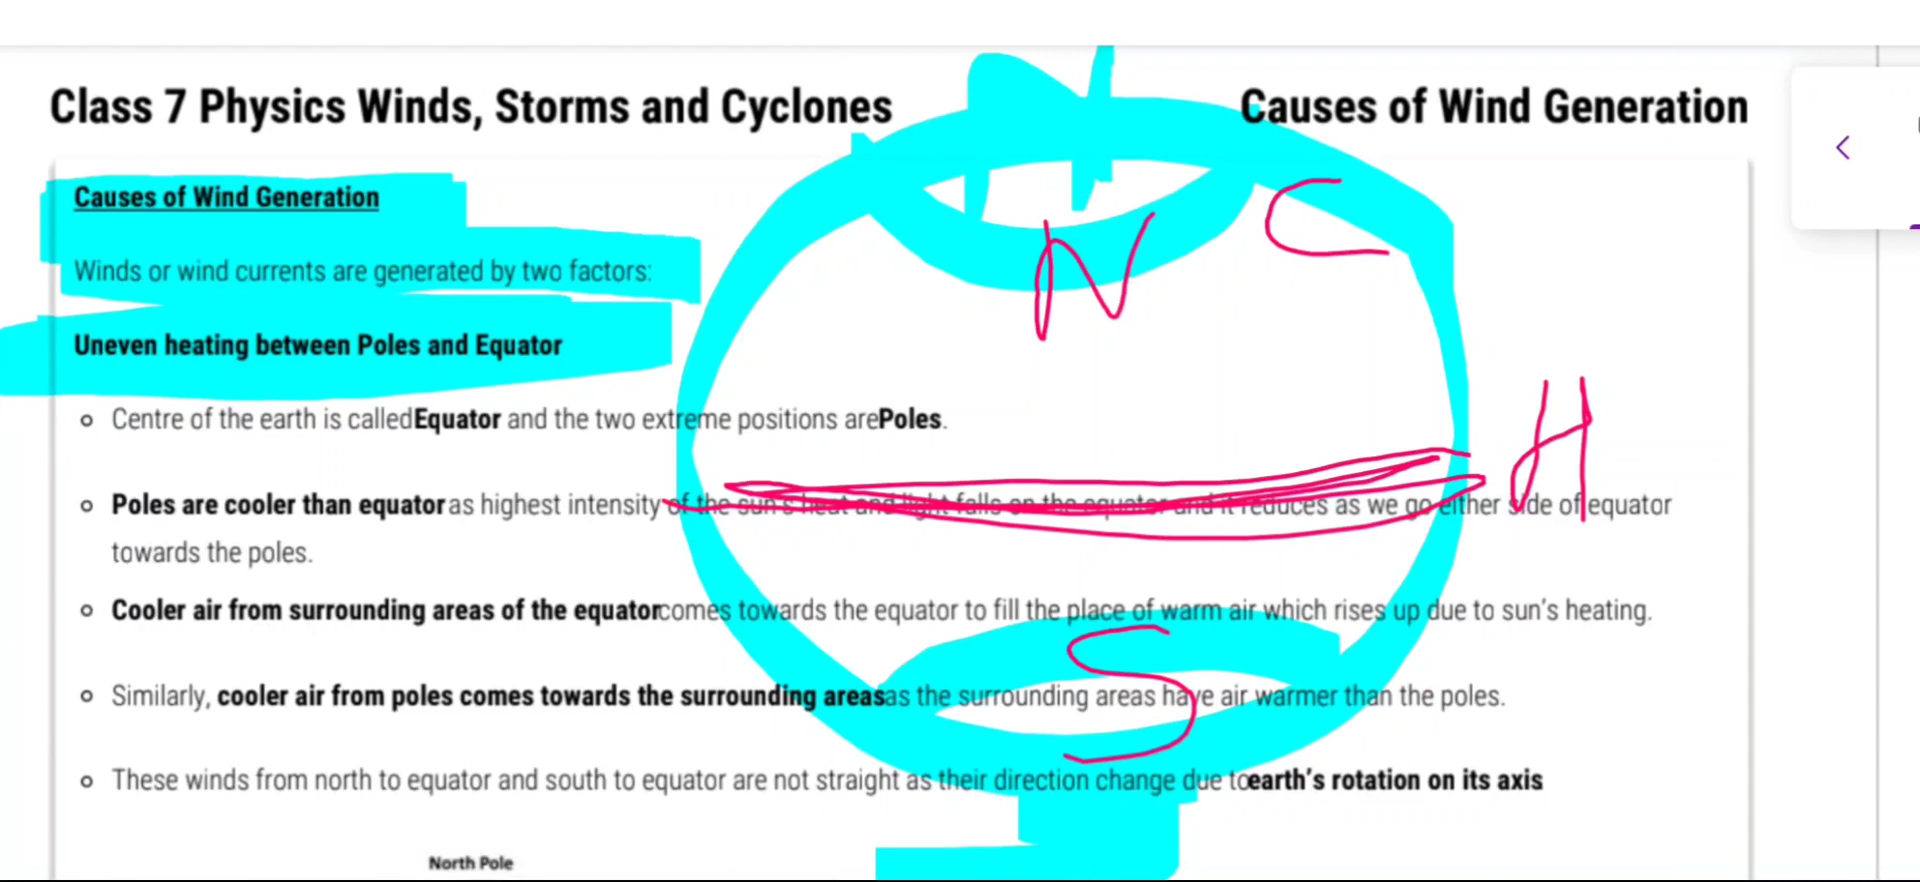 Class 7 Physics Winds, Storms and Cyclones
Causes of Wind Generation
Causes of Wind Generation
Winds or wind currents are generated by two factors:
Uneven heating between Poles and Equator
Centre of the earth is calledEquator and the two extreme positions arePoles.
Poles are cooler than equatoras highest intensity of the sun's heat and light falls on the equator and it reduces as we go either side of equator
towards the poles.
Cooler air from surrounding areas of the equatorcomes towards the equator to fill the place of warm air which rises up due to sun's heating.
Similarly, cooler air from poles comes towards the surrounding areasas the surrounding areas have air warmer than the poles.
These winds from north to equator and south to equator are not straight as their direction change due toearth's rotation on its axis
North Pole
N
C
H
S